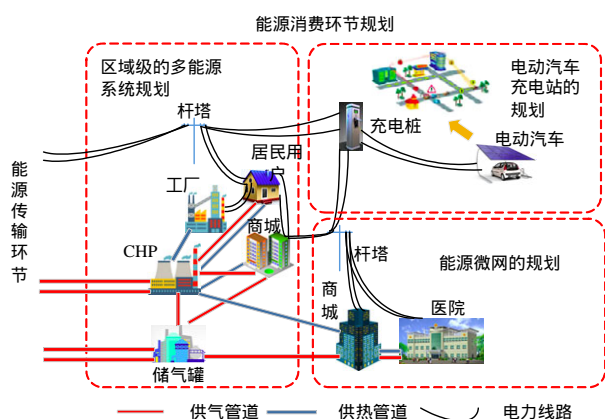 能源消费环节规划
区域级的多能源
系统规划
杆塔
居民用
户
工厂
商城
CHP
储气罐
能源传输环节
充电桩
电动汽车
充电站的
规划
电动汽车
杆塔
能源微网的规划
商
城
医院
供气管道
供热管道
电力线路